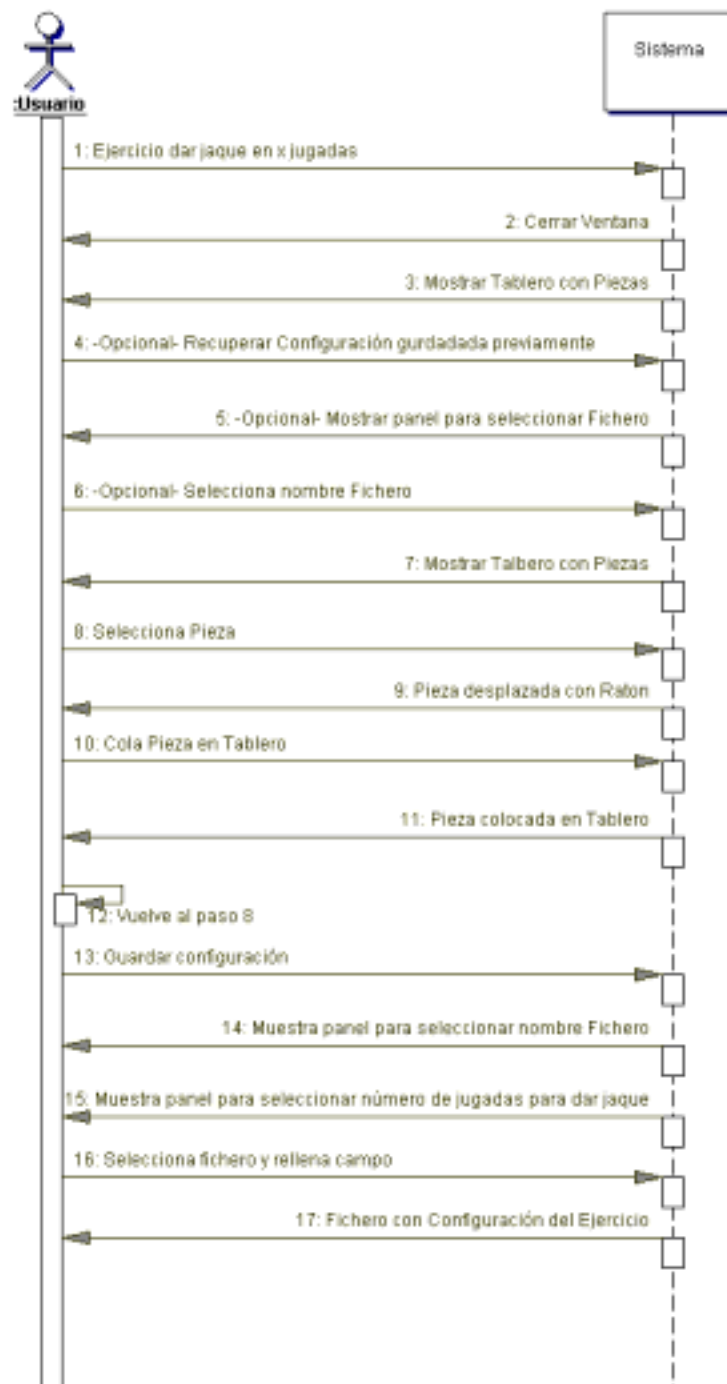 :Usuario
Sistema
1: Ejercicio dar jaque en x jugadas
2: Cerrar Ventana
3: Mostrar Tablero con Piezas
4: -Opcional- Recuperar Configuración gurdadada previamente
5: -Opcional- Mostrar panel para seleccionar Fichero
6: -Opcional- Selecciona nombre Fichero
7: Mostrar Talbero con Piezas
8: Selecciona Pieza
9: Pieza desplazada con Raton
10: Cola Pieza en Tablero
11: Pieza colocada en Tablero
12: Vuelve al paso 8
13: Guardar configuración
14: Muestra panel para seleccionar nombre Fichero
15: Muestra panel para seleccionar número de jugadas para dar jaque
16: Selecciona fichero y rellena campo
17: Fichero con Configuración del Ejercicio